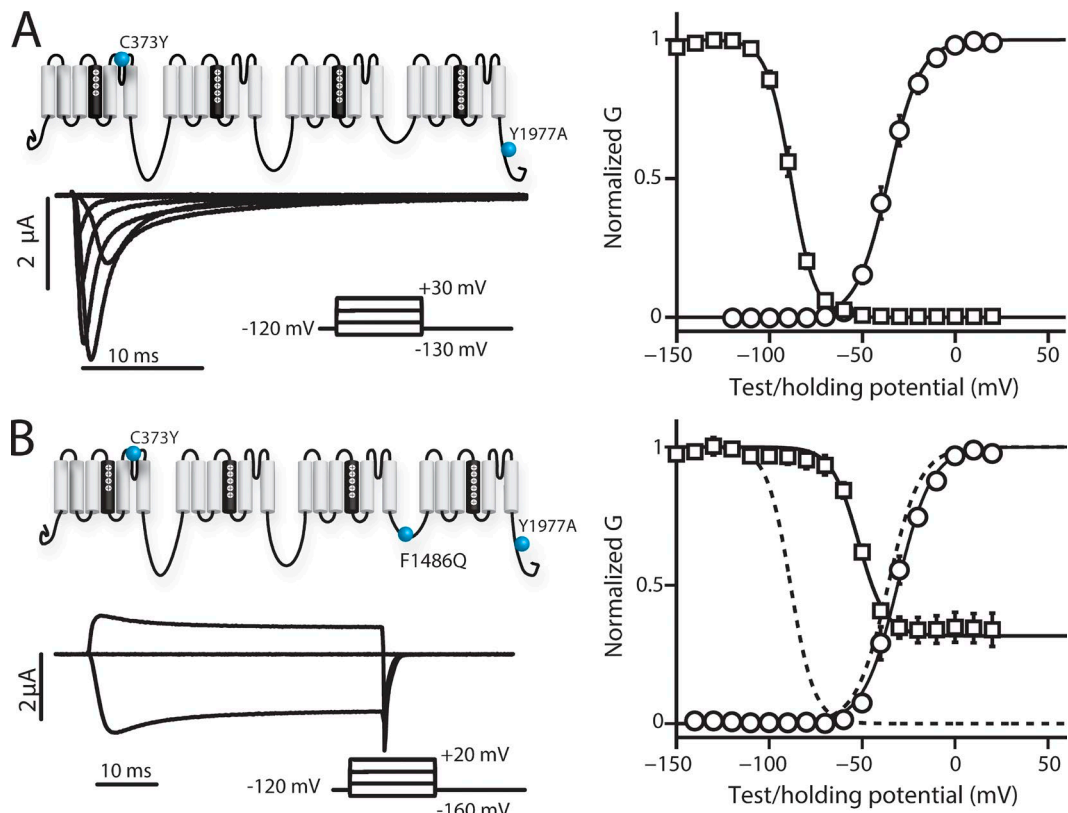 A
C373Y
Y1977A
2 µA
10 ms
+30 mV
-120 mV
-130 mV
Normalized G
1
0.5
0
−150
−100
−50
0
50
Test/holding potential (mV)
B
C373Y
F1486Q
Y1977A
2µA
10 ms
+20 mV
-120 mV
-160 mV
Normalized G
1
0.5
0
−150
−100
−50
0
50
Test/holding potential (mV)